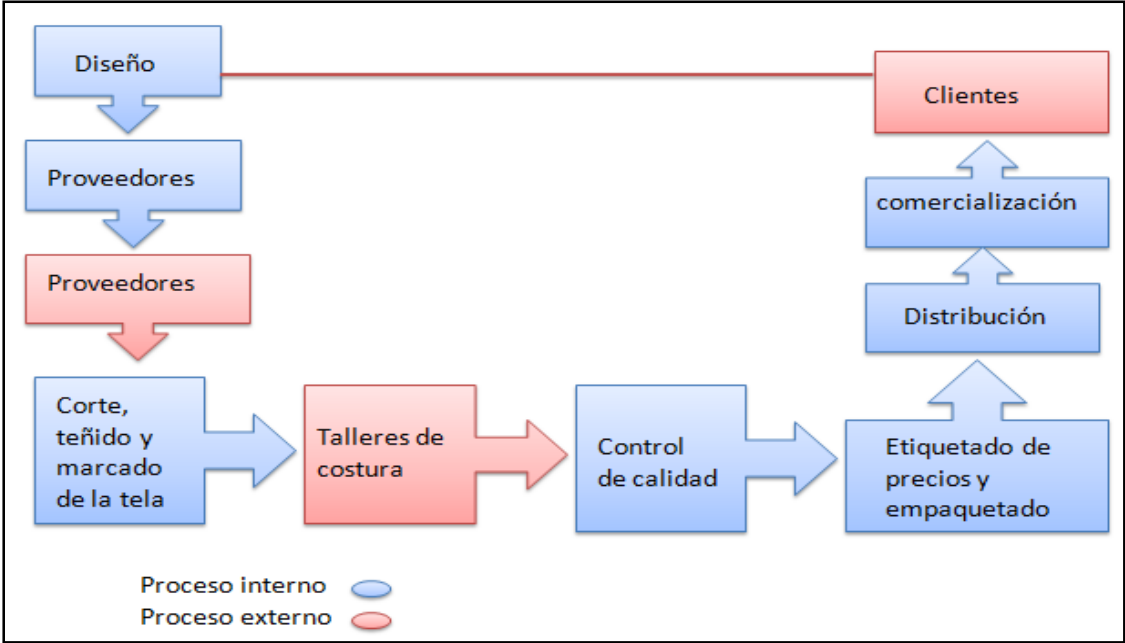 Diseño
Proveedores
Proveedores
Corte,
teñido y
marcado
de la tela
Talleres de
costura
Control
de calidad
Etiquetado de
precios y
empaquetado
Distribución
comercialización
Clientes
Proceso interno
Proceso externo